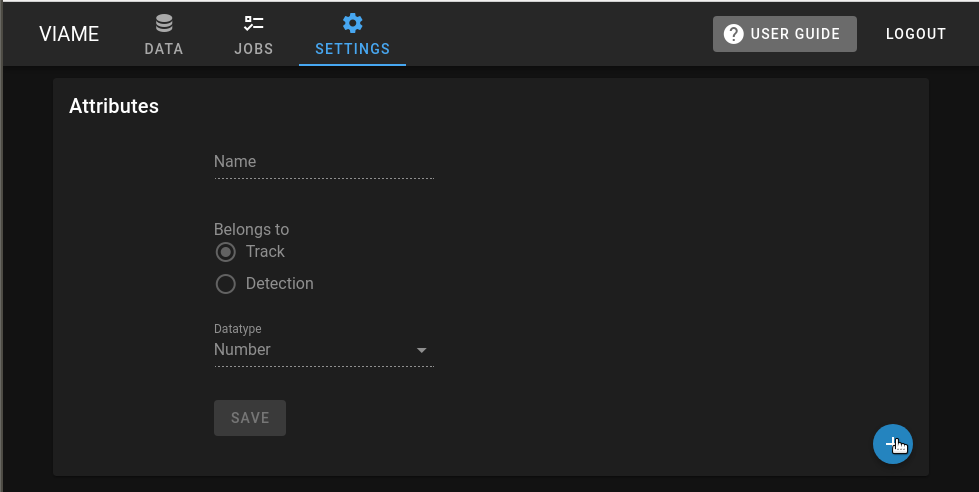 VIAME
DATA
JOBS
SETTINGS
? USER GUIDE
LOGOUT
Attributes
Name
Belongs to
Track
Detection
Datatype
Number
SAVE